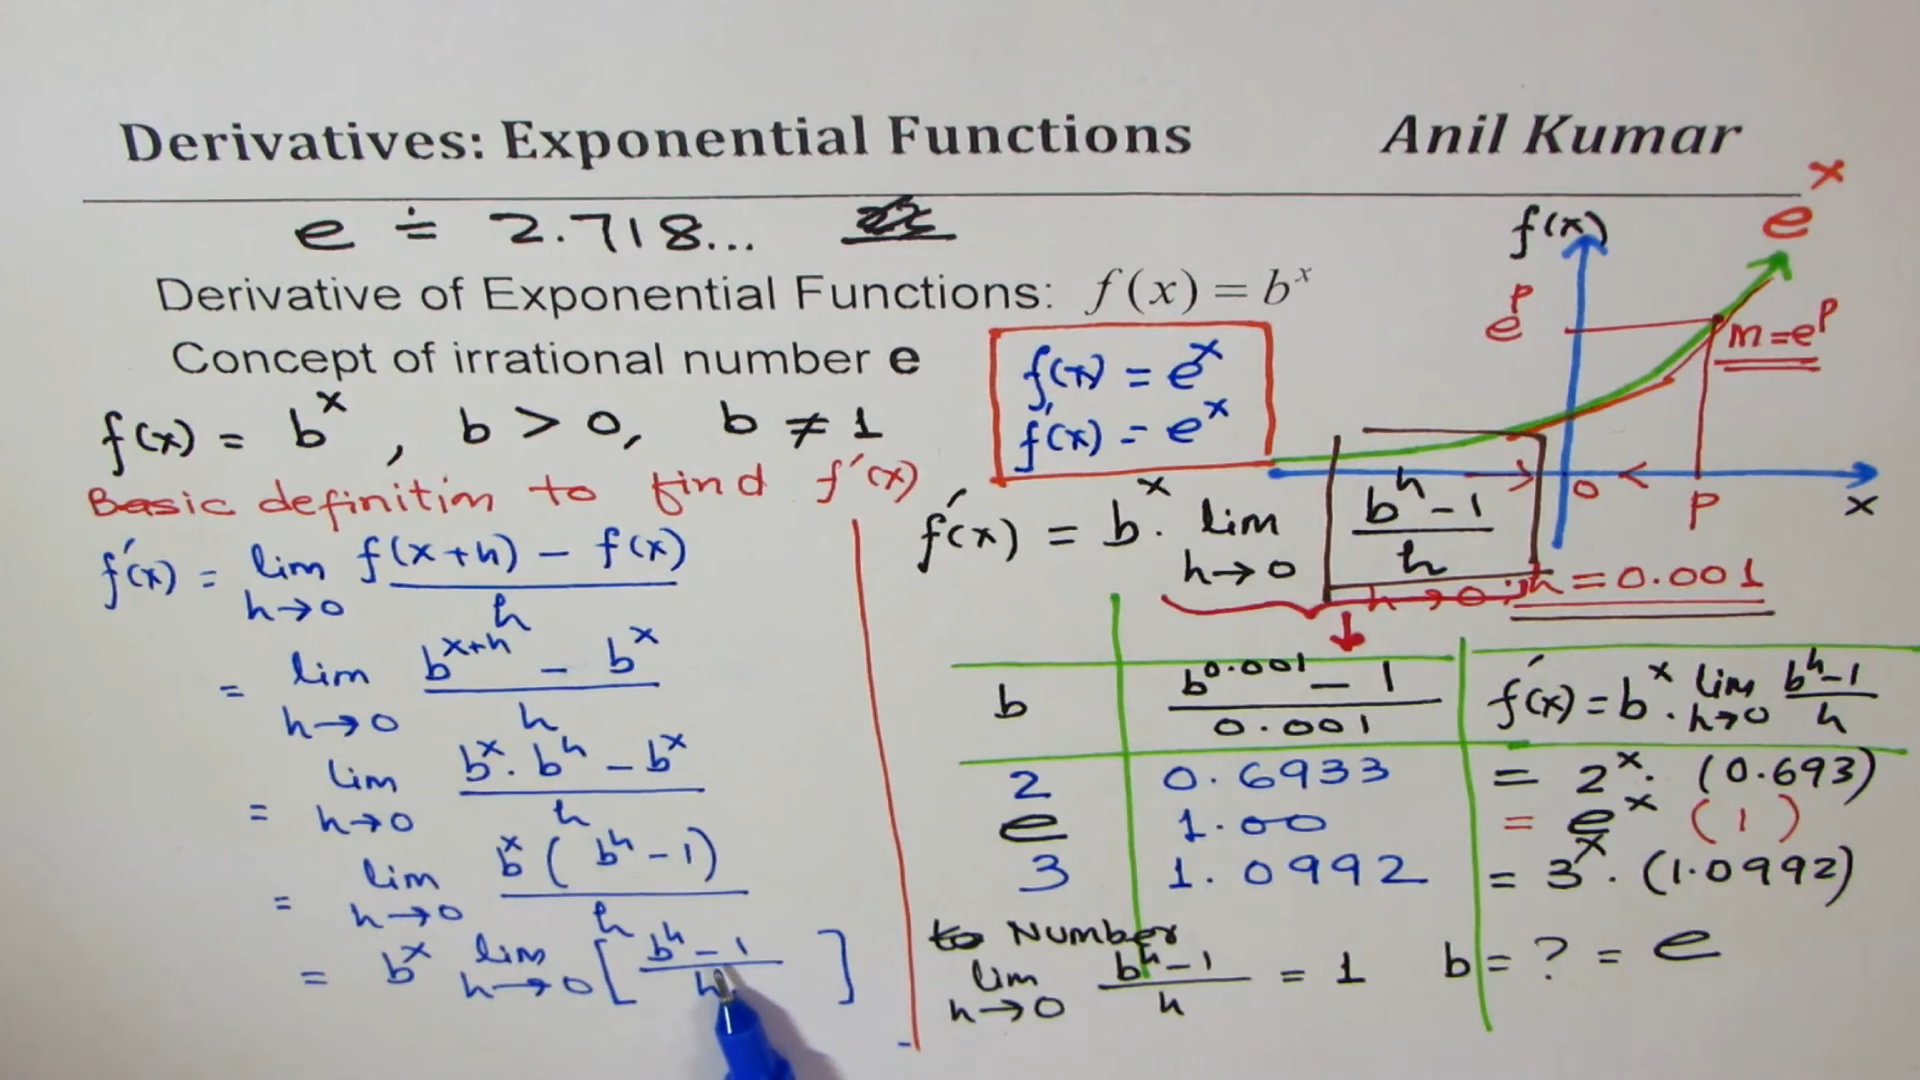 Derivatives: Exponential Functions Anil Kumar
e ≐ 2.718...
Derivative of Exponential Functions: f(x) = b^x
Concept of irrational number e
f(x) = b^x , b > 0, b ≠ 1
Basic definitim to find f'(x)
f'(x) = lim h→0 (f(x+h) − f(x))/h
= lim h→0 (b^(x+h) − b^x)/h
= lim h→0 (b^x · b^h − b^x)/h
= lim h→0 b^x (b^h − 1)/h
= b^x lim h→0 [(b^h − 1)/h]
f(x) = e^x
f'(x) = e^x
f(x)
e^x
e^p
m = e^p
0
P
x
f'(x) = b^x · lim h→0 (b^h − 1)/h
h→0; h = 0.001
b (b^0.001 − 1)/0.001 f'(x) = b^x · lim h→0 (b^h − 1)/h
2 0.6933 = 2^x · (0.693)
e 1.00 = e^x (1)
3 1.0992 = 3^x · (1.0992)
to Number
lim h→0 (b^h − 1)/h = 1 b = ? = e